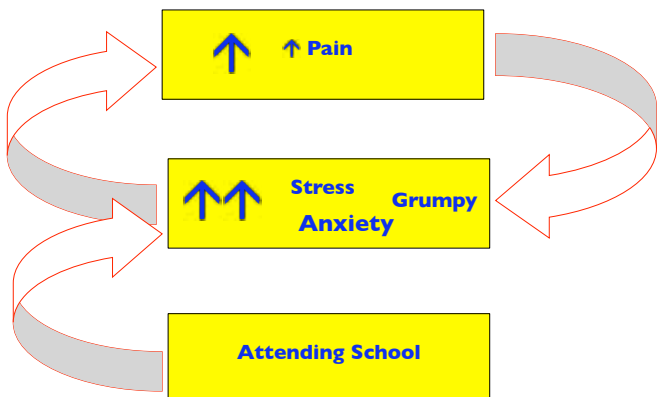 ↑ ↑ Pain
↑↑ Stress
Grumpy
Anxiety
Attending School